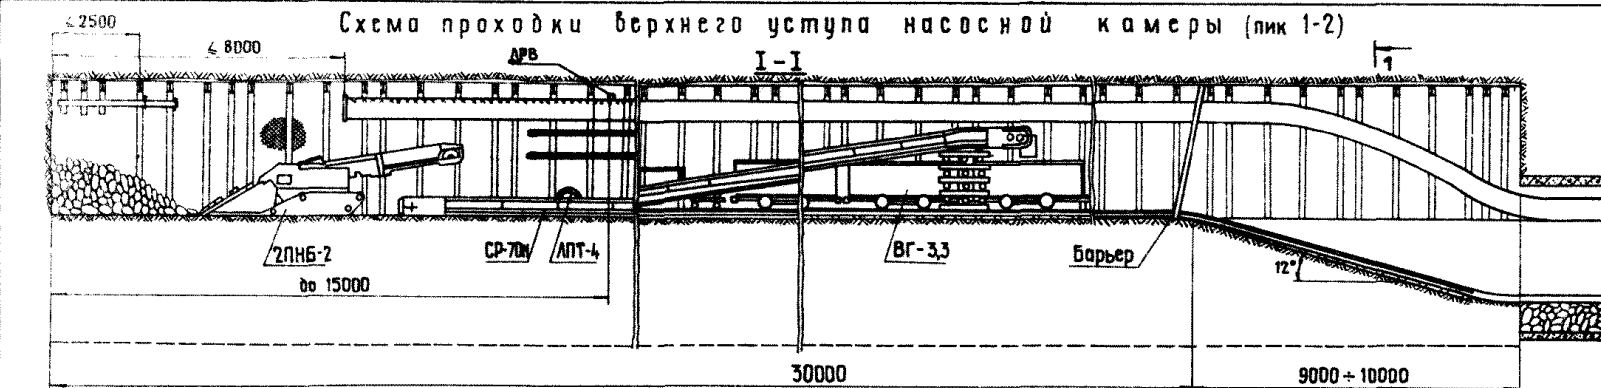 Схема проходки верхнего уступа насосной камеры (пик 1-2)
≤ 2500
≤ 8000
ДРВ
I-I
1
2ПНБ-2
СР-70м
ЛПТ-4
ВГ-3,3
Барьер
12°
до 15000
30000
9000÷10000